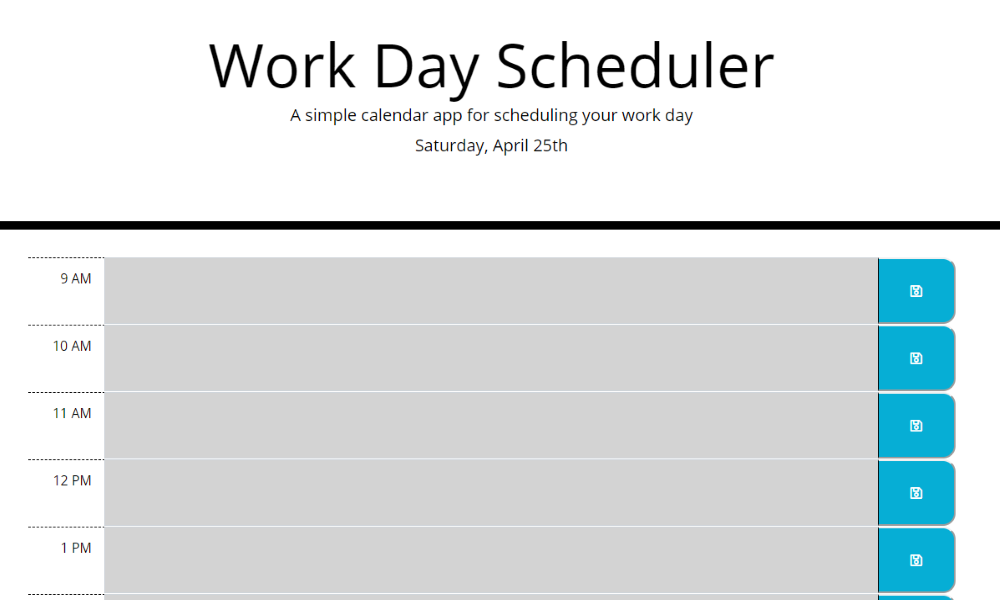 Work Day Scheduler
A simple calendar app for scheduling your work day
Saturday, April 25th
9 AM
10 AM
11 AM
12 PM
1 PM